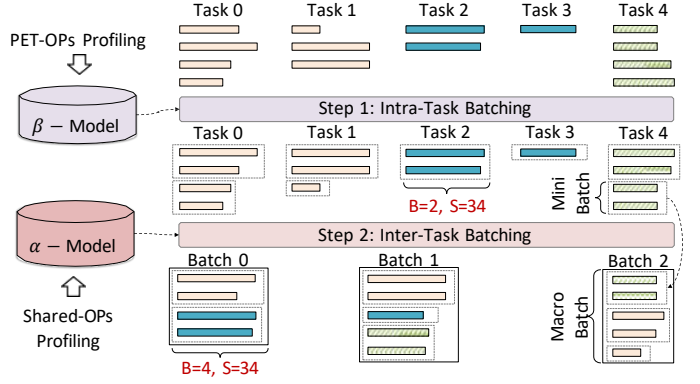 Task 0 Task 1 Task 2 Task 3 Task 4
PET-OPs Profiling
β − Model
Step 1: Intra-Task Batching
Task 0 Task 1 Task 2 Task 3 Task 4
Mini
Batch
B=2, S=34
α − Model
Step 2: Inter-Task Batching
Batch 0 Batch 1 Batch 2
Shared-OPs
Profiling
Macro
Batch
B=4, S=34